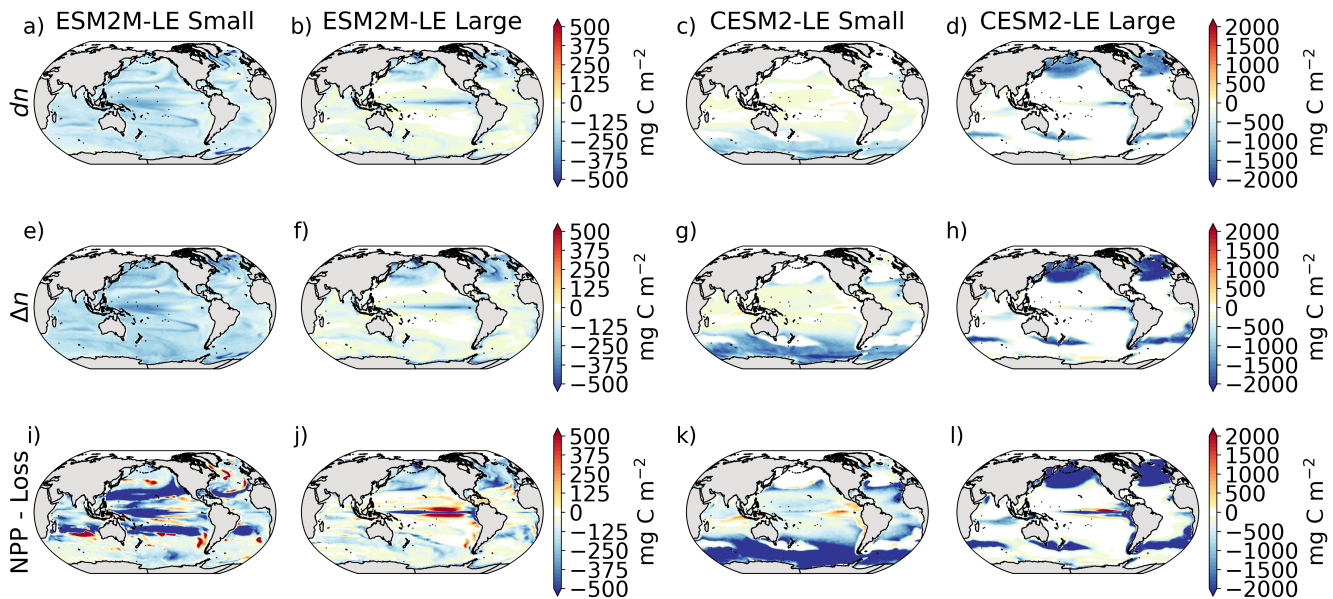 a) ESM2M-LE Small
b) ESM2M-LE Large
500
375
250
125
0
−125
−250
−375
−500
mg C m−2
c) CESM2-LE Small
d) CESM2-LE Large
2000
1500
1000
500
0
−500
−1000
−1500
−2000
mg C m−2
dn
e)
f)
500
375
250
125
0
−125
−250
−375
−500
mg C m−2
g)
h)
2000
1500
1000
500
0
−500
−1000
−1500
−2000
mg C m−2
Δn
i)
j)
500
375
250
125
0
−125
−250
−375
−500
mg C m−2
k)
l)
2000
1500
1000
500
0
−500
−1000
−1500
−2000
mg C m−2
NPP - Loss